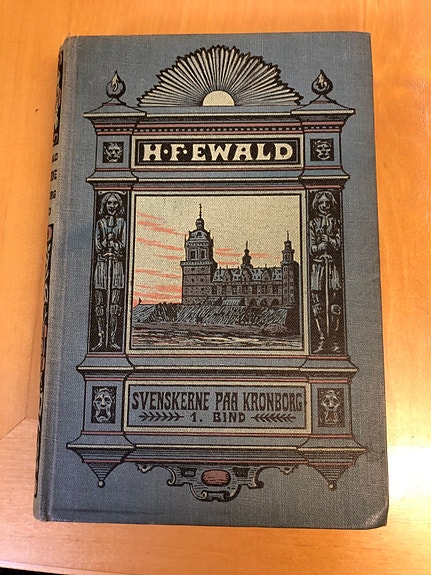 H·F·EWALD
SVENSKERNE PAA KRONBORG
1. BIND